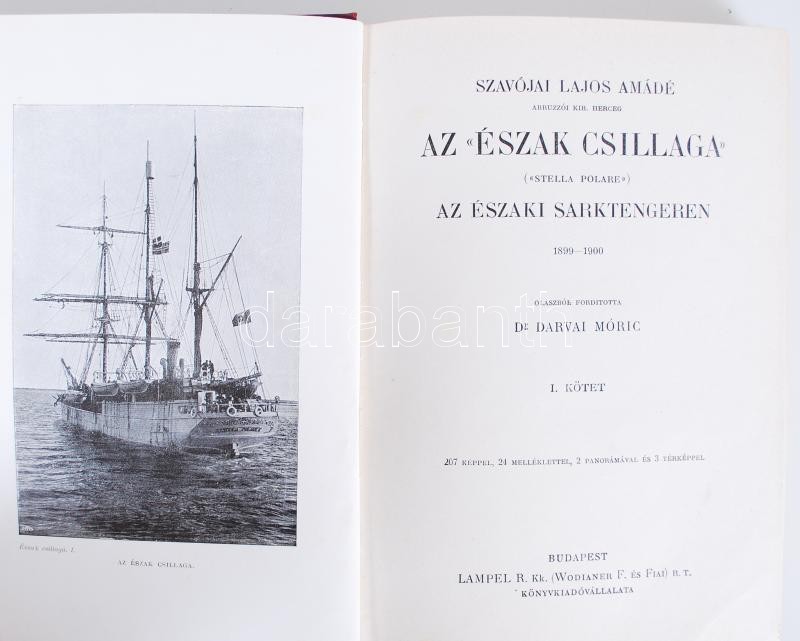 Észak csillaga. I.
AZ ÉSZAK CSILLAGA.
SZAVÓJAI LAJOS AMÁDÉ
ABRUZZÓI KIR. HERCEG
AZ «ÉSZAK CSILLAGA»
(«STELLA POLARE»)
AZ ÉSZAKI SARKTENGEREN
1899—1900
OLASZBÓL FORDITOTTA
Dr DARVAI MÓRIC
I. KÖTET
207 KÉPPEL, 24 MELLÉKLETTEL, 2 PANORÁMÁVAL ÉS 3 TÉRKÉPPEL
BUDAPEST
LAMPEL R. Kk. (WODIANER F. ÉS FIAI) R. T.
KÖNYVKIADÓVÁLLALATA
darabanth